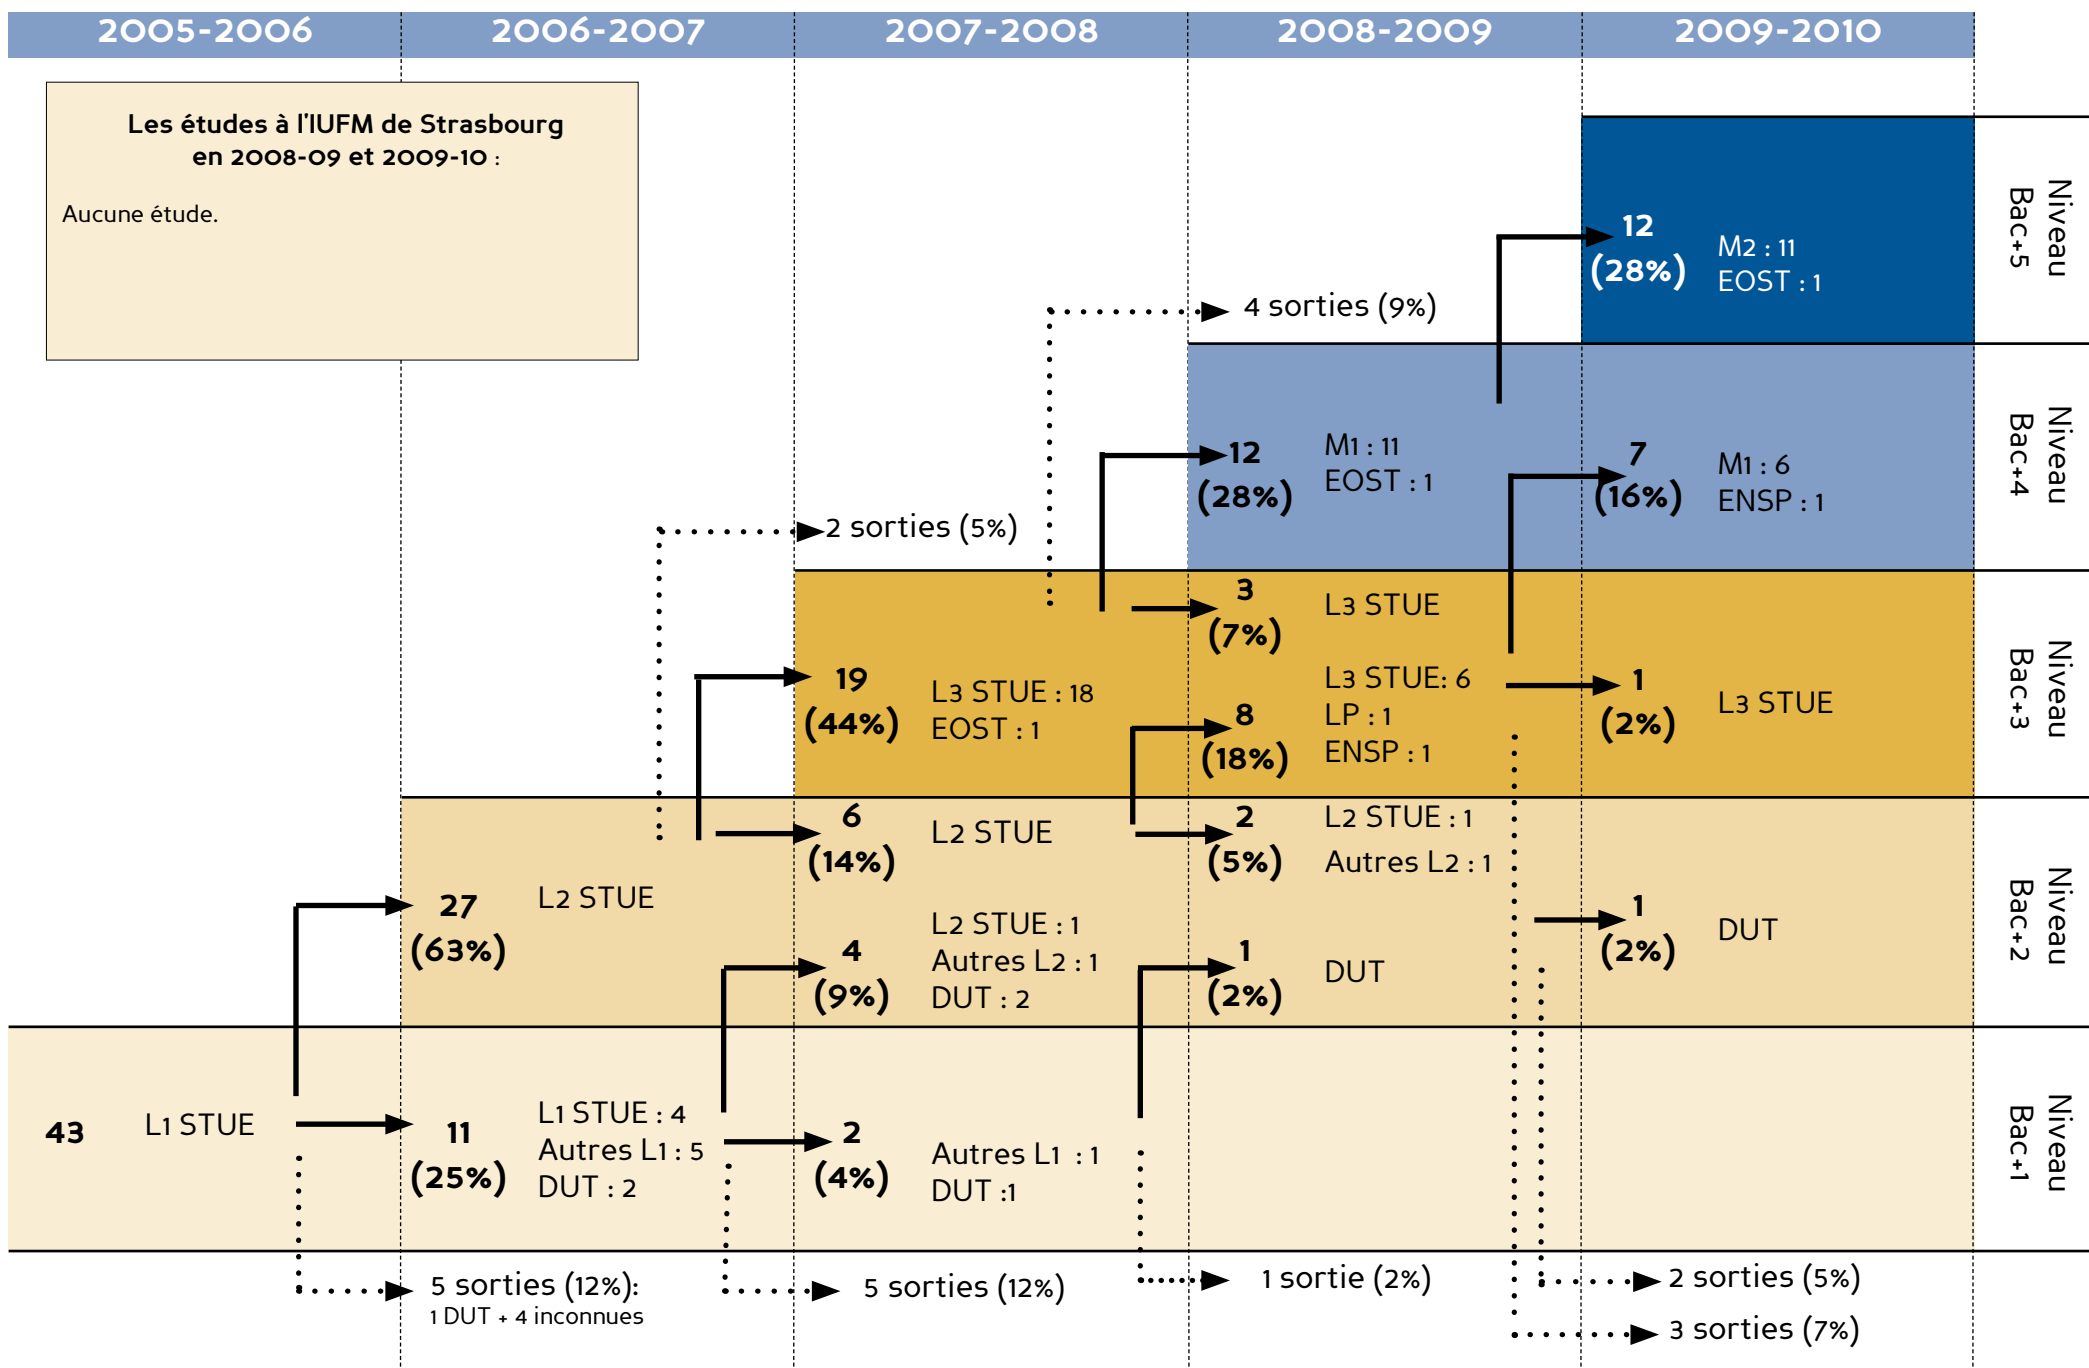 2005-2006
2006-2007
2007-2008
2008-2009
2009-2010
Les études à l'IUFM de Strasbourg
en 2008-09 et 2009-10 :
Aucune étude.
12
(28%)
M2 : 11
EOST : 1
Niveau
Bac+5
4 sorties (9%)
12
(28%)
M1 : 11
EOST : 1
7
(16%)
M1 : 6
ENSP : 1
Niveau
Bac+4
2 sorties (5%)
19
(44%)
L3 STUE : 18
EOST : 1
3
(7%)
L3 STUE
8
(18%)
L3 STUE: 6
LP : 1
ENSP : 1
1
(2%)
L3 STUE
Niveau
Bac+3
27
(63%)
L2 STUE
6
(14%)
L2 STUE
4
(9%)
L2 STUE : 1
Autres L2 : 1
DUT : 2
2
(5%)
L2 STUE : 1
Autres L2 : 1
1
(2%)
DUT
1
(2%)
DUT
Niveau
Bac+2
43
L1 STUE
11
(25%)
L1 STUE : 4
Autres L1 : 5
DUT : 2
2
(4%)
Autres L1 : 1
DUT :1
Niveau
Bac+1
5 sorties (12%):
1 DUT + 4 inconnues
5 sorties (12%)
1 sortie (2%)
2 sorties (5%)
3 sorties (7%)